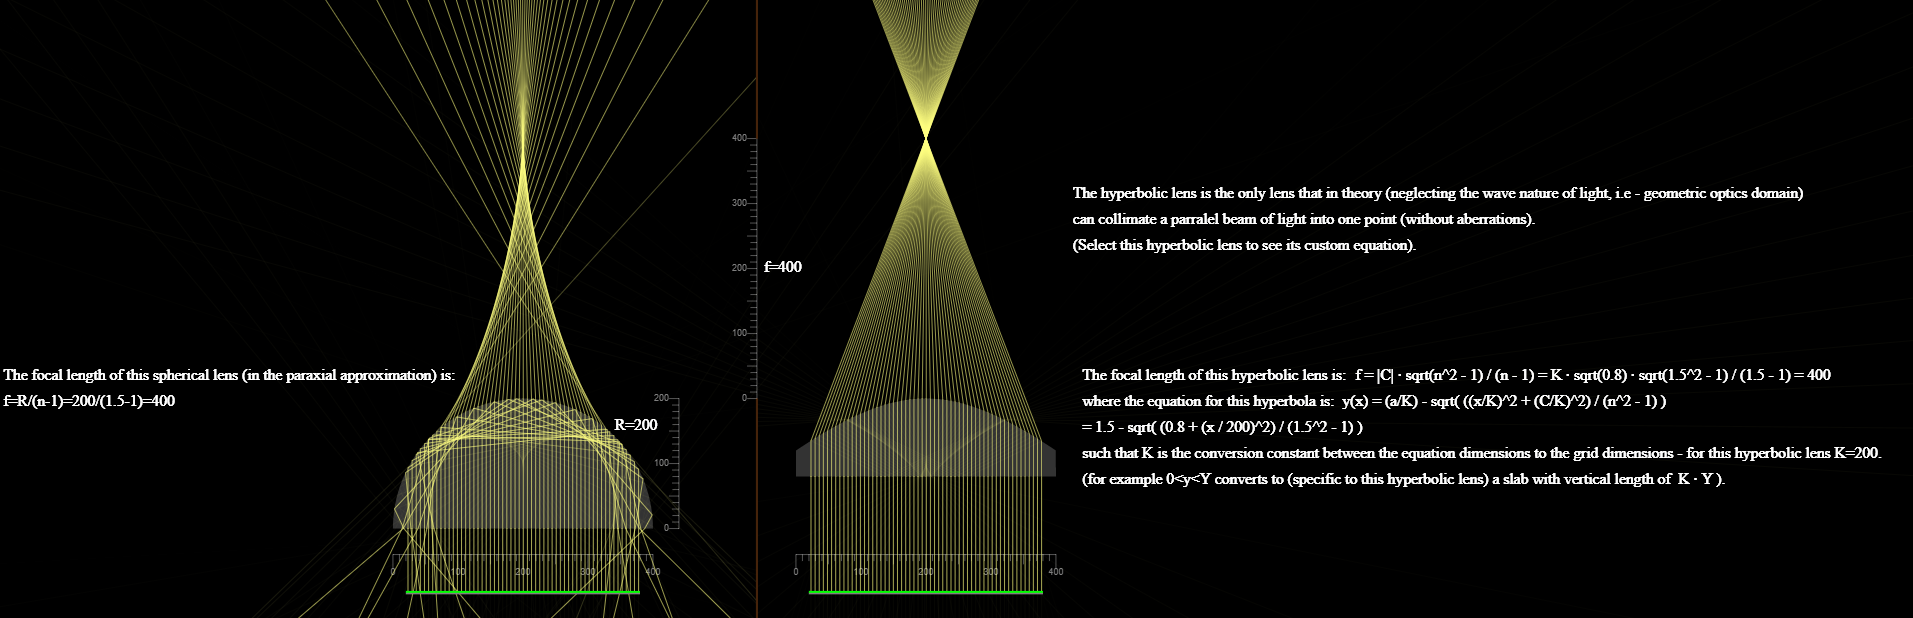 400
300
200
100
0
f=400
The hyperbolic lens is the only lens that in theory (neglecting the wave nature of light, i.e - geometric optics domain)
can collimate a parralel beam of light into one point (without aberrations).
(Select this hyperbolic lens to see its custom equation).
The focal length of this spherical lens (in the paraxial approximation) is:
f=R/(n-1)=200/(1.5-1)=400
R=200
200
100
0
0 100 200 300 400
The focal length of this hyperbolic lens is:  f = |C| · sqrt(n^2 - 1) / (n - 1) = K · sqrt(0.8) · sqrt(1.5^2 - 1) / (1.5 - 1) = 400
where the equation for this hyperbola is:  y(x) = (a/K) - sqrt( ((x/K)^2 + (C/K)^2) / (n^2 - 1) )
= 1.5 - sqrt( (0.8 + (x / 200)^2) / (1.5^2 - 1) )
such that K is the conversion constant between the equation dimensions to the grid dimensions - for this hyperbolic lens K=200.
(for example 0<y<Y converts to (specific to this hyperbolic lens) a slab with vertical length of  K · Y ).
0 100 200 300 400